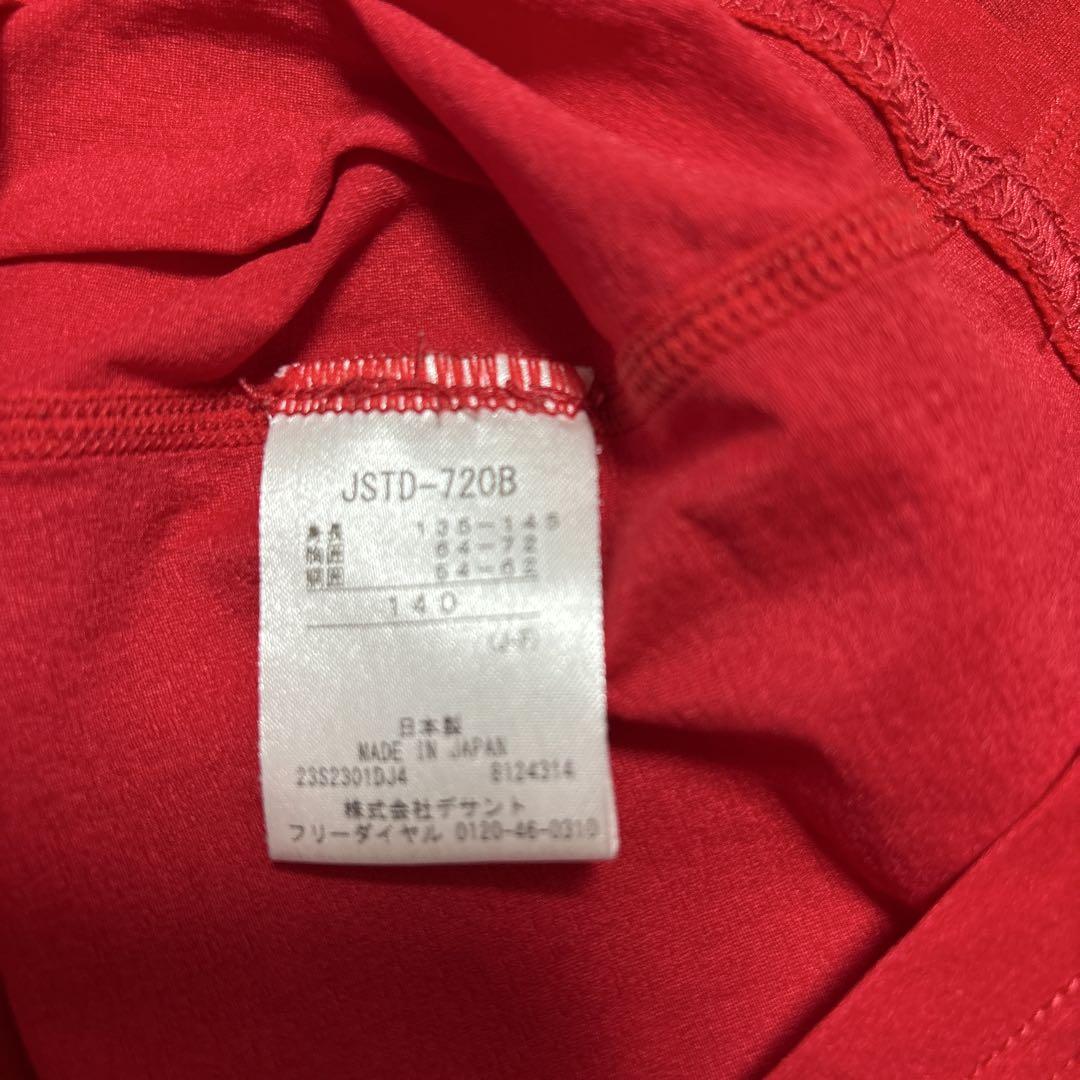 JSTD-720B
身長 135-145
胸囲 64-72
胴囲 54-62
140
(J-F)
日本製
MADE IN JAPAN
23S2301DJ4 8124314
株式会社デサント
フリーダイヤル 0120-46-0310